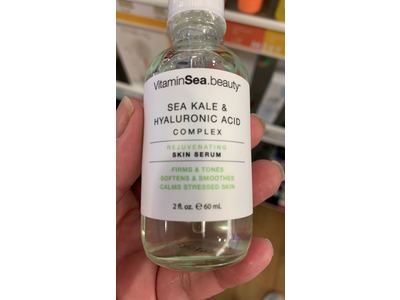 VitaminSea.beauty
SEA KALE &
HYALURONIC ACID
COMPLEX
REJUVENATING
SKIN SERUM
FIRMS & TONES
·SOFTENS & SMOOTHES
·CALMS STRESSED SKIN
2 fl. oz. ℮ 60 mL